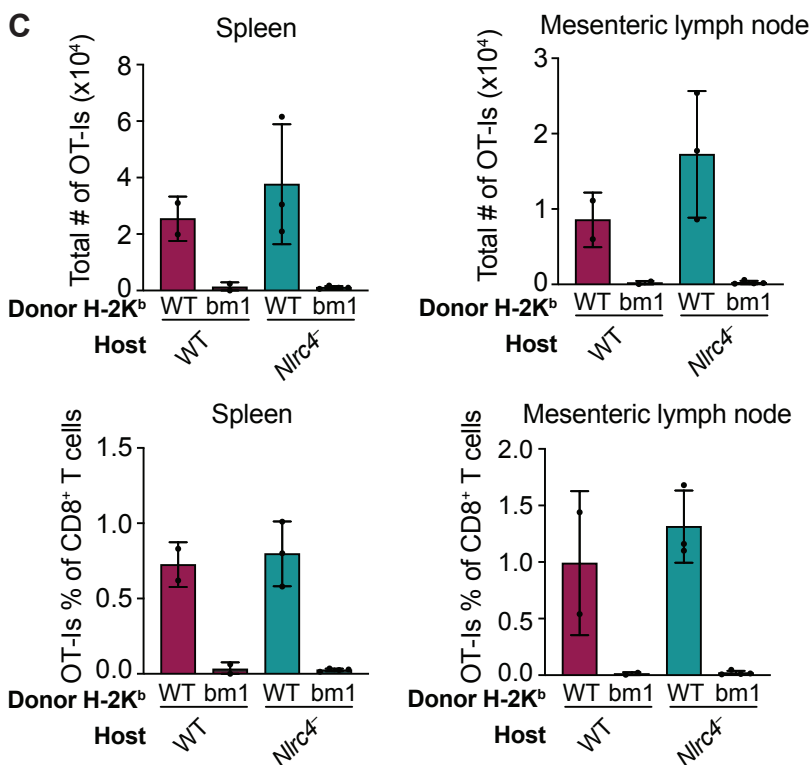 C
Spleen
Total # of OT-Is (x10⁴)
8
6
4
2
0
Donor H-2Kᵇ WT bm1 WT bm1
Host WT Nlrc4⁻
Mesenteric lymph node
Total # of OT-Is (x10⁴)
3
2
1
0
Donor H-2Kᵇ WT bm1 WT bm1
Host WT Nlrc4⁻
Spleen
OT-Is % of CD8⁺ T cells
1.5
1.0
0.5
0.0
Donor H-2Kᵇ WT bm1 WT bm1
Host WT Nlrc4⁻
Mesenteric lymph node
OT-Is % of CD8⁺ T cells
2.0
1.5
1.0
0.5
0.0
Donor H-2Kᵇ WT bm1 WT bm1
Host WT Nlrc4⁻